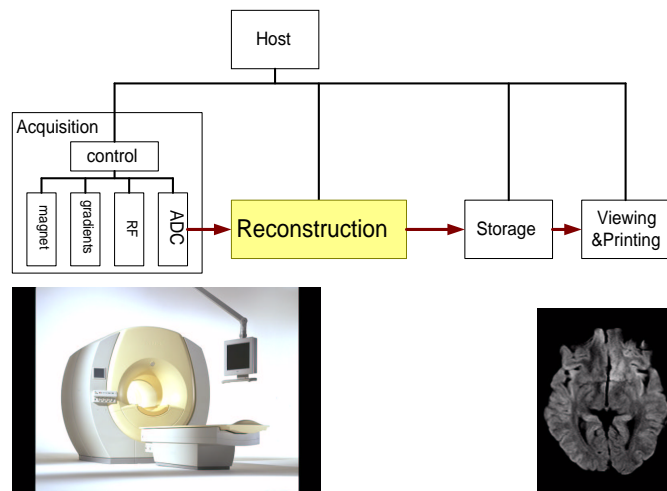 Host
Acquisition
control
magnet
gradients
RF
ADC
Reconstruction
Storage
Viewing
&Printing